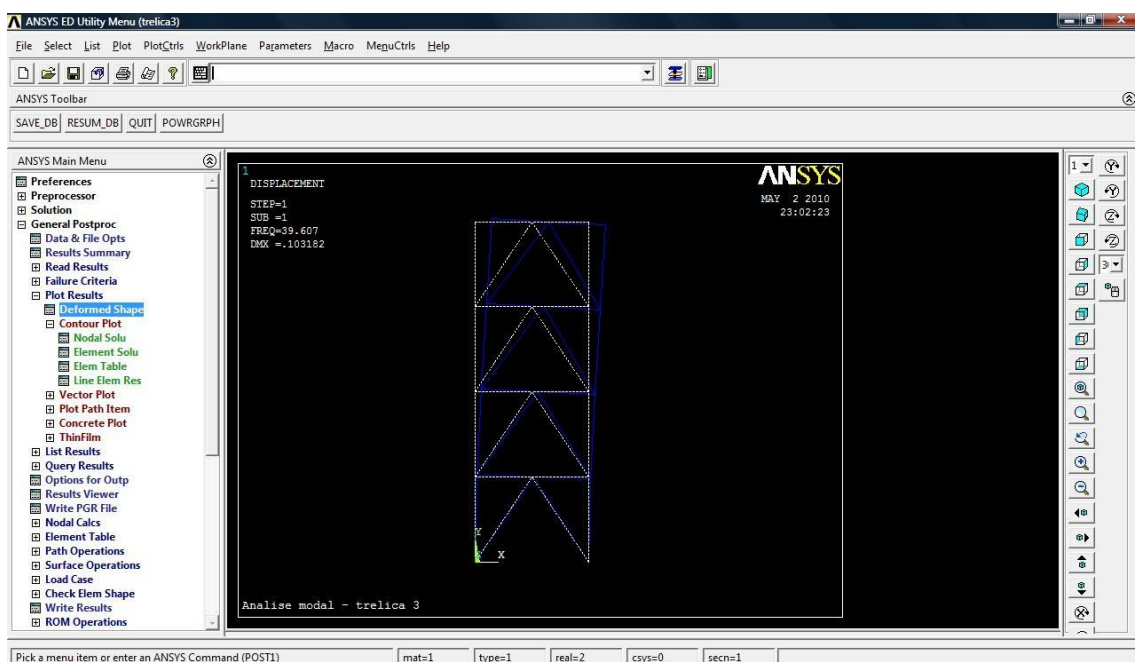 ANSYS ED Utility Menu (trelica3)
File Select List Plot PlotCtrls WorkPlane Parameters Macro MenuCtrls Help
ANSYS Toolbar
SAVE_DB RESUM_DB QUIT POWRGRPH
ANSYS Main Menu
Preferences
Preprocessor
Solution
General Postproc
Data & File Opts
Results Summary
Read Results
Failure Criteria
Plot Results
Deformed Shape
Contour Plot
Nodal Solu
Element Solu
Elem Table
Line Elem Res
Vector Plot
Plot Path Item
Concrete Plot
ThinFilm
List Results
Query Results
Options for Outp
Results Viewer
Write PGR File
Nodal Calcs
Element Table
Path Operations
Surface Operations
Load Case
Check Elem Shape
Write Results
ROM Operations
1
DISPLACEMENT
STEP=1
SUB =1
FREQ=39.607
DMX =.103182
ANSYS
MAY 2 2010
23:02:23
Y
X
Analise modal - trelica 3
1
3
Pick a menu item or enter an ANSYS Command (POST1) mat=1 type=1 real=2 csys=0 secn=1